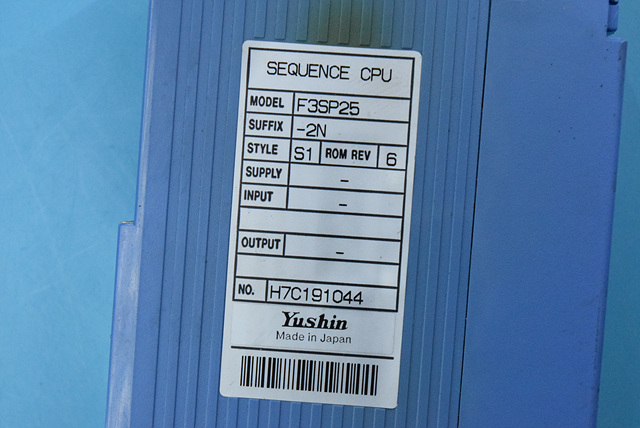 SEQUENCE CPU
MODEL F3SP25
SUFFIX -2N
STYLE S1 ROM REV 6
SUPPLY -
INPUT -
OUTPUT -
NO. H7C191044
Yushin
Made in Japan